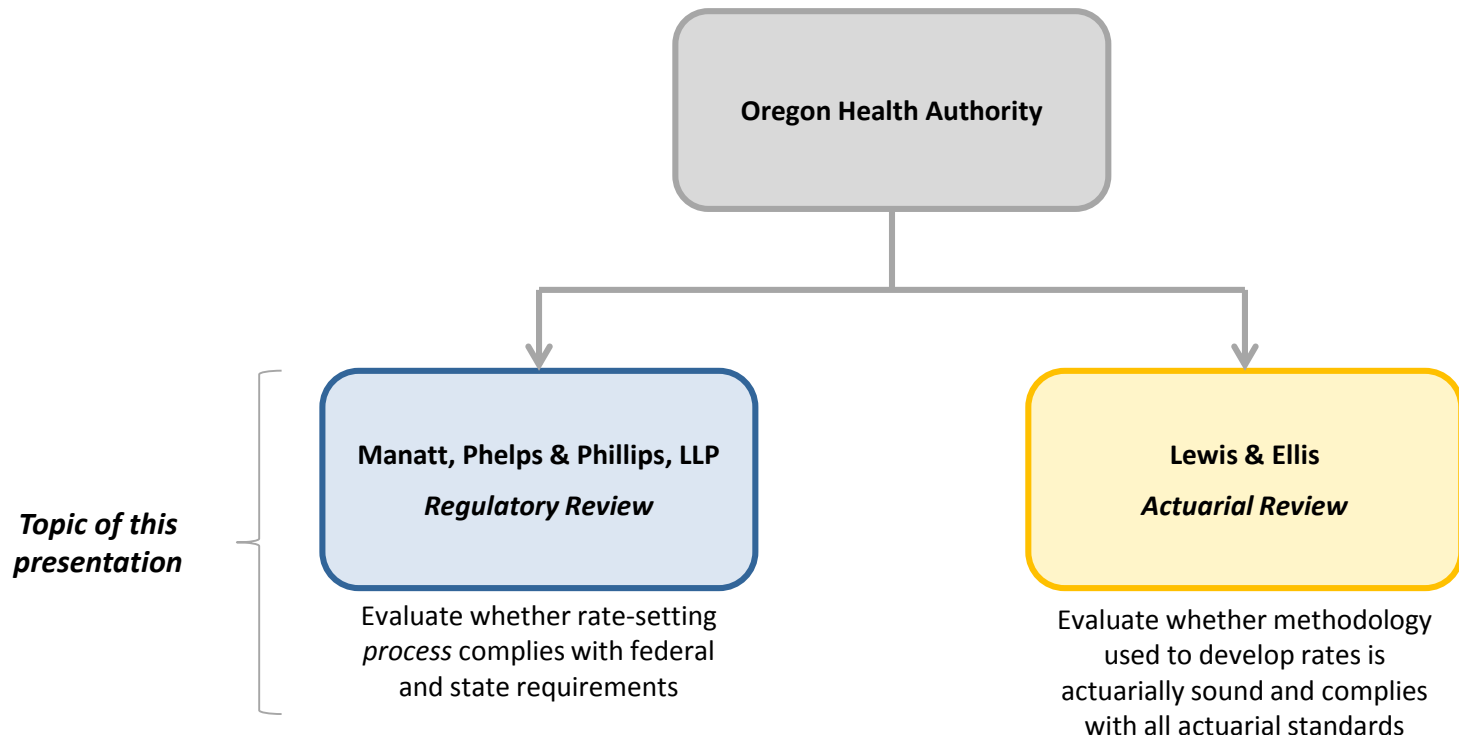 Oregon Health Authority
Manatt, Phelps & Phillips, LLP
Regulatory Review
Lewis & Ellis
Actuarial Review
Topic of this
presentation
Evaluate whether rate-setting
process complies with federal
and state requirements
Evaluate whether methodology
used to develop rates is
actuarially sound and complies
with all actuarial standards